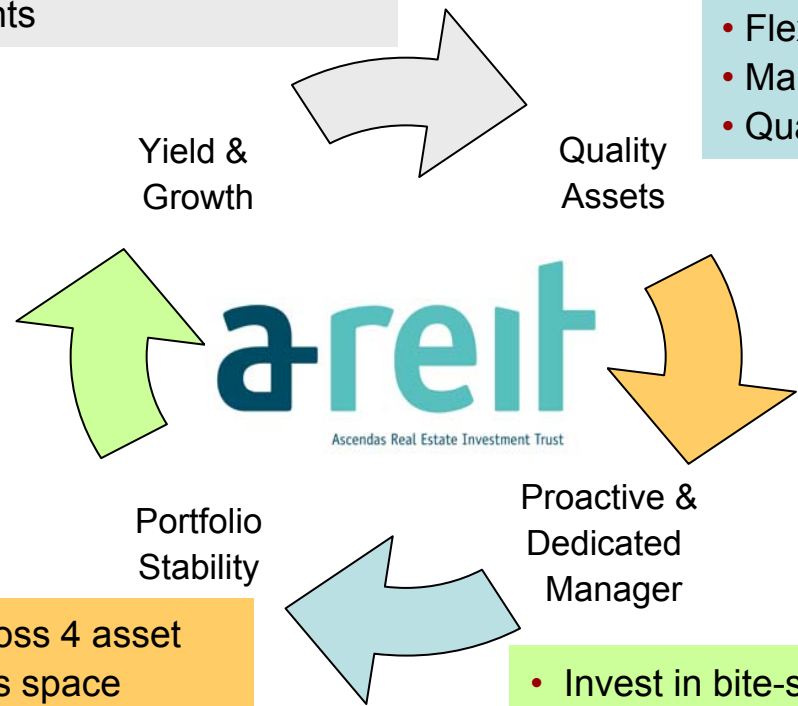 • Fle
• Ma
• Qua
Yield &
Growth
Quality
Assets
a-reit
Ascendas Real Estate Investment Trust
Portfolio
Stability
Proactive &
Dedicated
Manager
oss 4 asset
s space
• Invest in bite-s